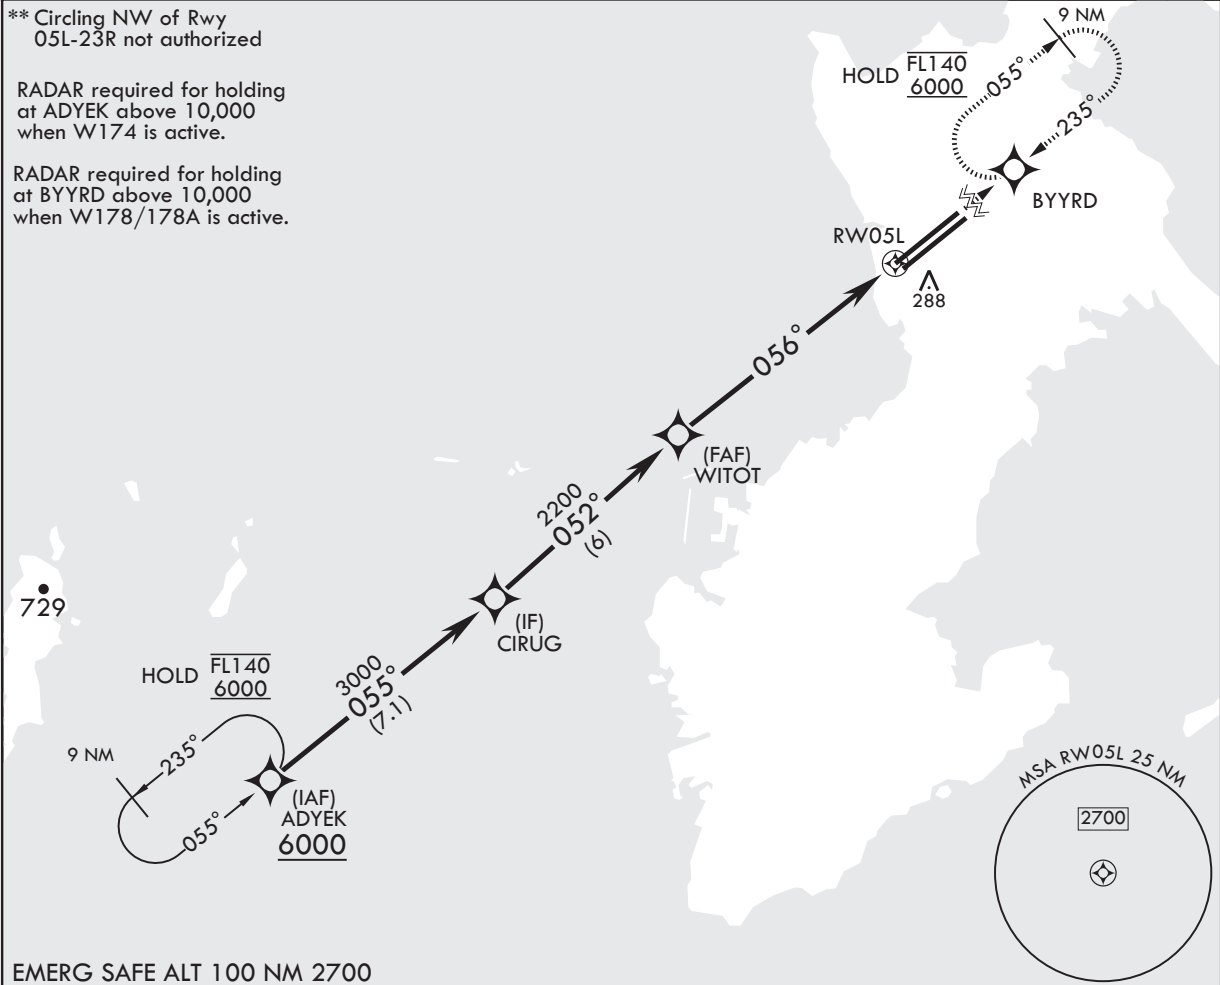 ** Circling NW of Rwy
05L-23R not authorized
RADAR required for holding
at ADYEK above 10,000
when W174 is active.
RADAR required for holding
at BYYRD above 10,000
when W178/178A is active.
9 NM
HOLD
FL140
6000
055°
235°
BYYRD
RW05L
288
056°
(FAF)
WITOT
2200
052°
(6)
729
(IF)
CIRUG
HOLD
FL140
6000
3000
055°
(7.1)
9 NM
235°
055°
(IAF)
ADYEK
6000
MSA RW05L 25 NM
2700
EMERG SAFE ALT 100 NM 2700